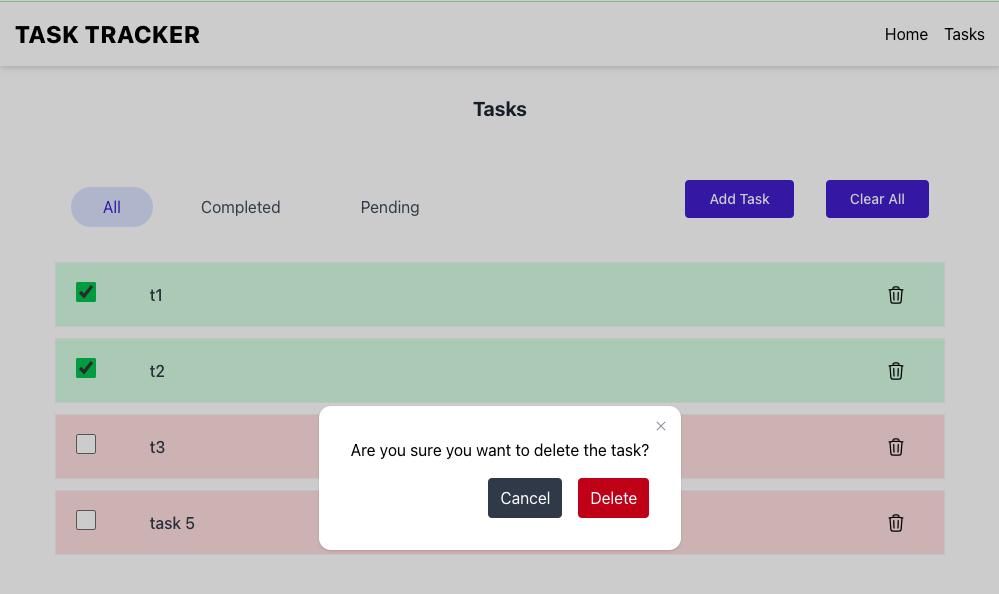 TASK TRACKER
Home Tasks
Tasks
All Completed Pending Add Task Clear All
t1
t2
t3
Are you sure you want to delete the task?
Cancel Delete
task 5